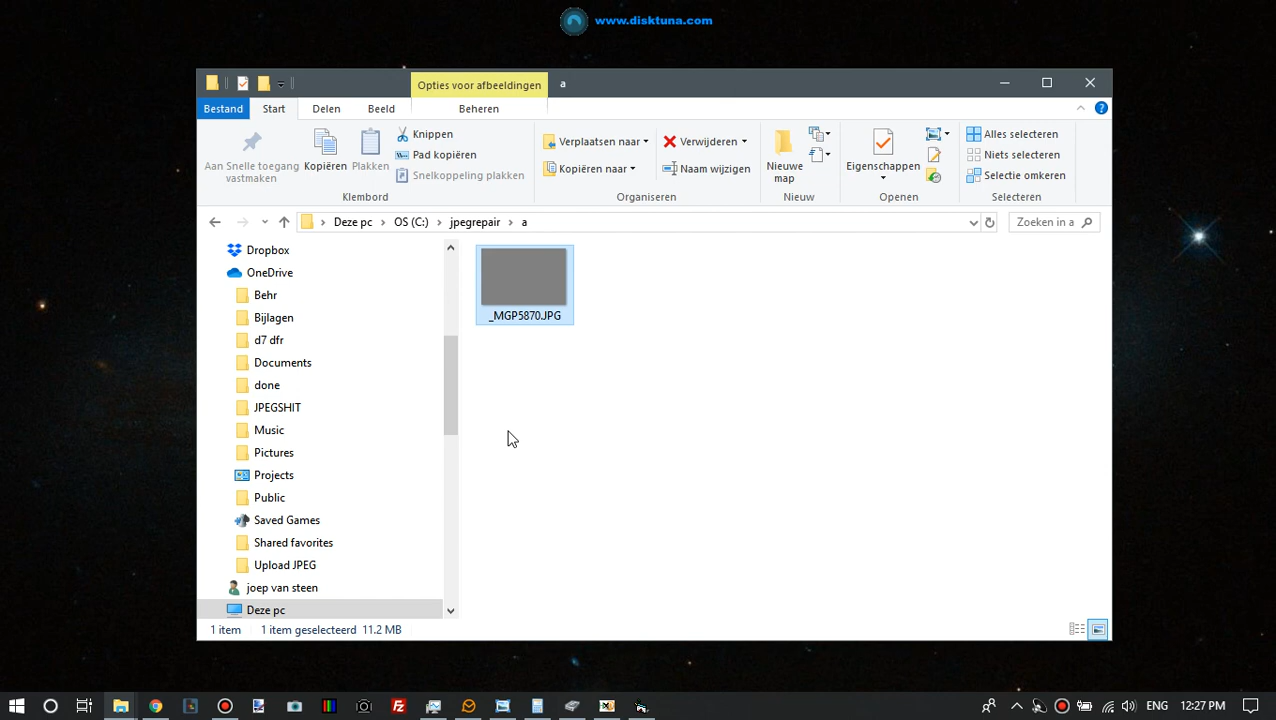 www.disktuna.com
Opties voor afbeeldingen
a
Bestand
Start
Delen
Beeld
Beheren
Aan Snelle toegang vastmaken
Kopiëren
Plakken
Knippen
Pad kopiëren
Snelkoppeling plakken
Klembord
Verplaatsen naar
Kopiëren naar
Verwijderen
Naam wijzigen
Organiseren
Nieuwe map
Nieuw
Eigenschappen
Openen
Alles selecteren
Niets selecteren
Selectie omkeren
Selecteren
Deze pc
OS (C:)
jpegrepair
a
Zoeken in a
Dropbox
OneDrive
Behr
Bijlagen
d7 dfr
Documents
done
JPEGSHIT
Music
Pictures
Projects
Public
Saved Games
Shared favorites
Upload JPEG
joep van steen
Deze pc
_MGP5870.JPG
1 item
1 item geselecteerd 11.2 MB
ENG
12:27 PM